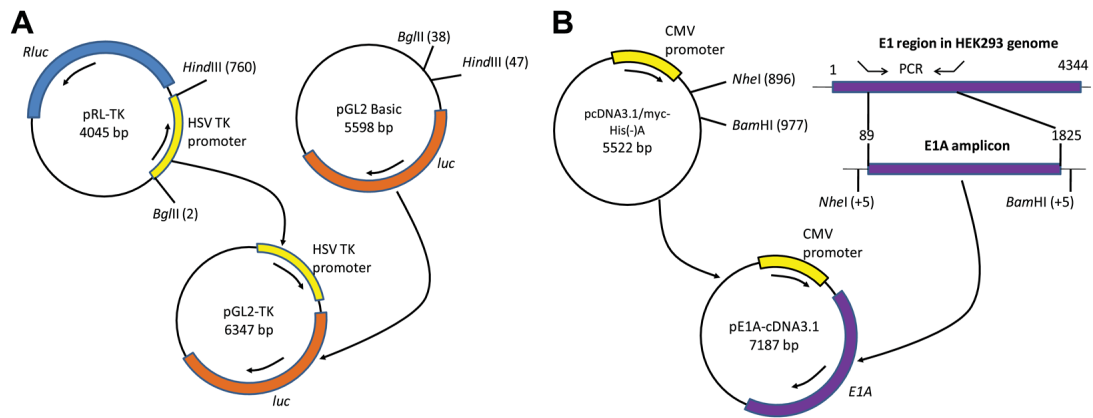 A
Rluc
HindIII (760)
pRL-TK
4045 bp
HSV TK
promoter
BglII (2)
BglII (38)
HindIII (47)
pGL2 Basic
5598 bp
luc
HSV TK
promoter
pGL2-TK
6347 bp
luc
B
CMV
promoter
NheI (896)
pcDNA3.1/myc-
His(-)A
5522 bp
BamHI (977)
E1 region in HEK293 genome
1
PCR
4344
89
1825
E1A amplicon
NheI (+5)
BamHI (+5)
CMV
promoter
pE1A-cDNA3.1
7187 bp
E1A